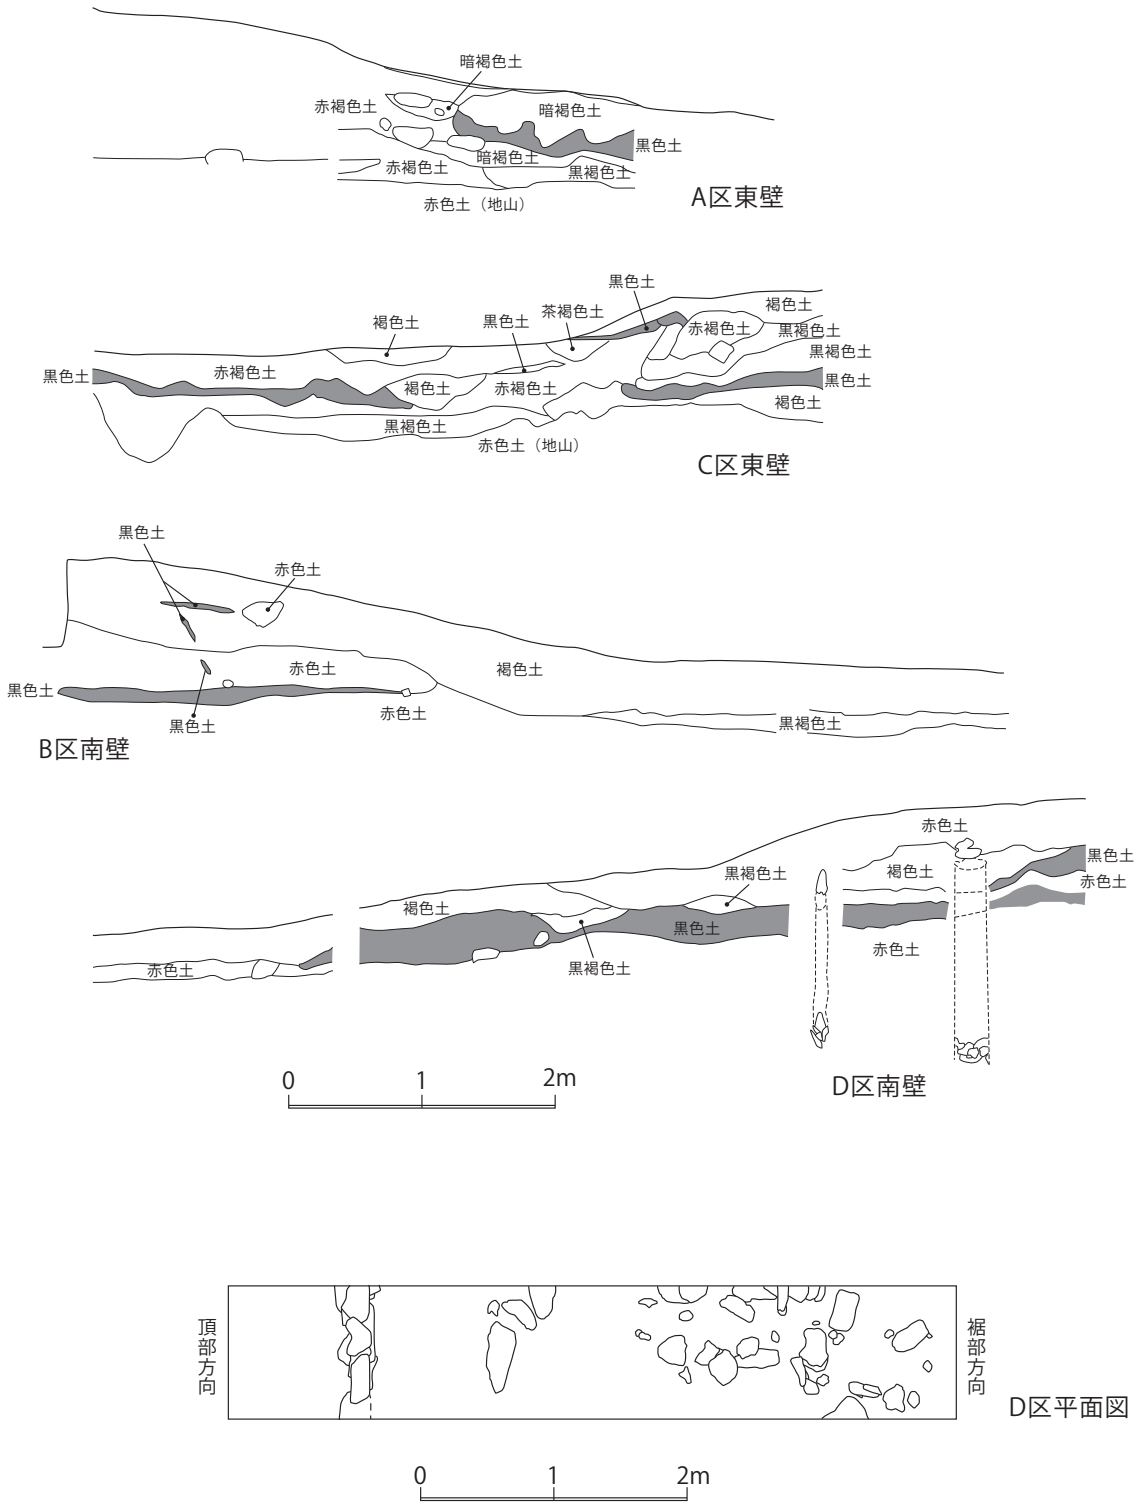 暗褐色土
赤褐色土
暗褐色土
黒色土
暗褐色土
赤褐色土
黒褐色土
赤色土（地山）
A区東壁
黒色土
茶褐色土
褐色土
褐色土
黒色土
赤褐色土
黒褐色土
黒褐色土
黒色土
赤褐色土
黒色土
褐色土
赤褐色土
褐色土
黒褐色土
赤色土（地山）
C区東壁
黒色土
赤色土
赤色土
褐色土
黒色土
赤色土
黒色土
黒褐色土
B区南壁
赤色土
黒色土
黒褐色土
褐色土
赤色土
褐色土
黒色土
赤色土
黒褐色土
赤色土
D区南壁
0 1 2m
頂部方向
裾部方向
D区平面図
0 1 2m